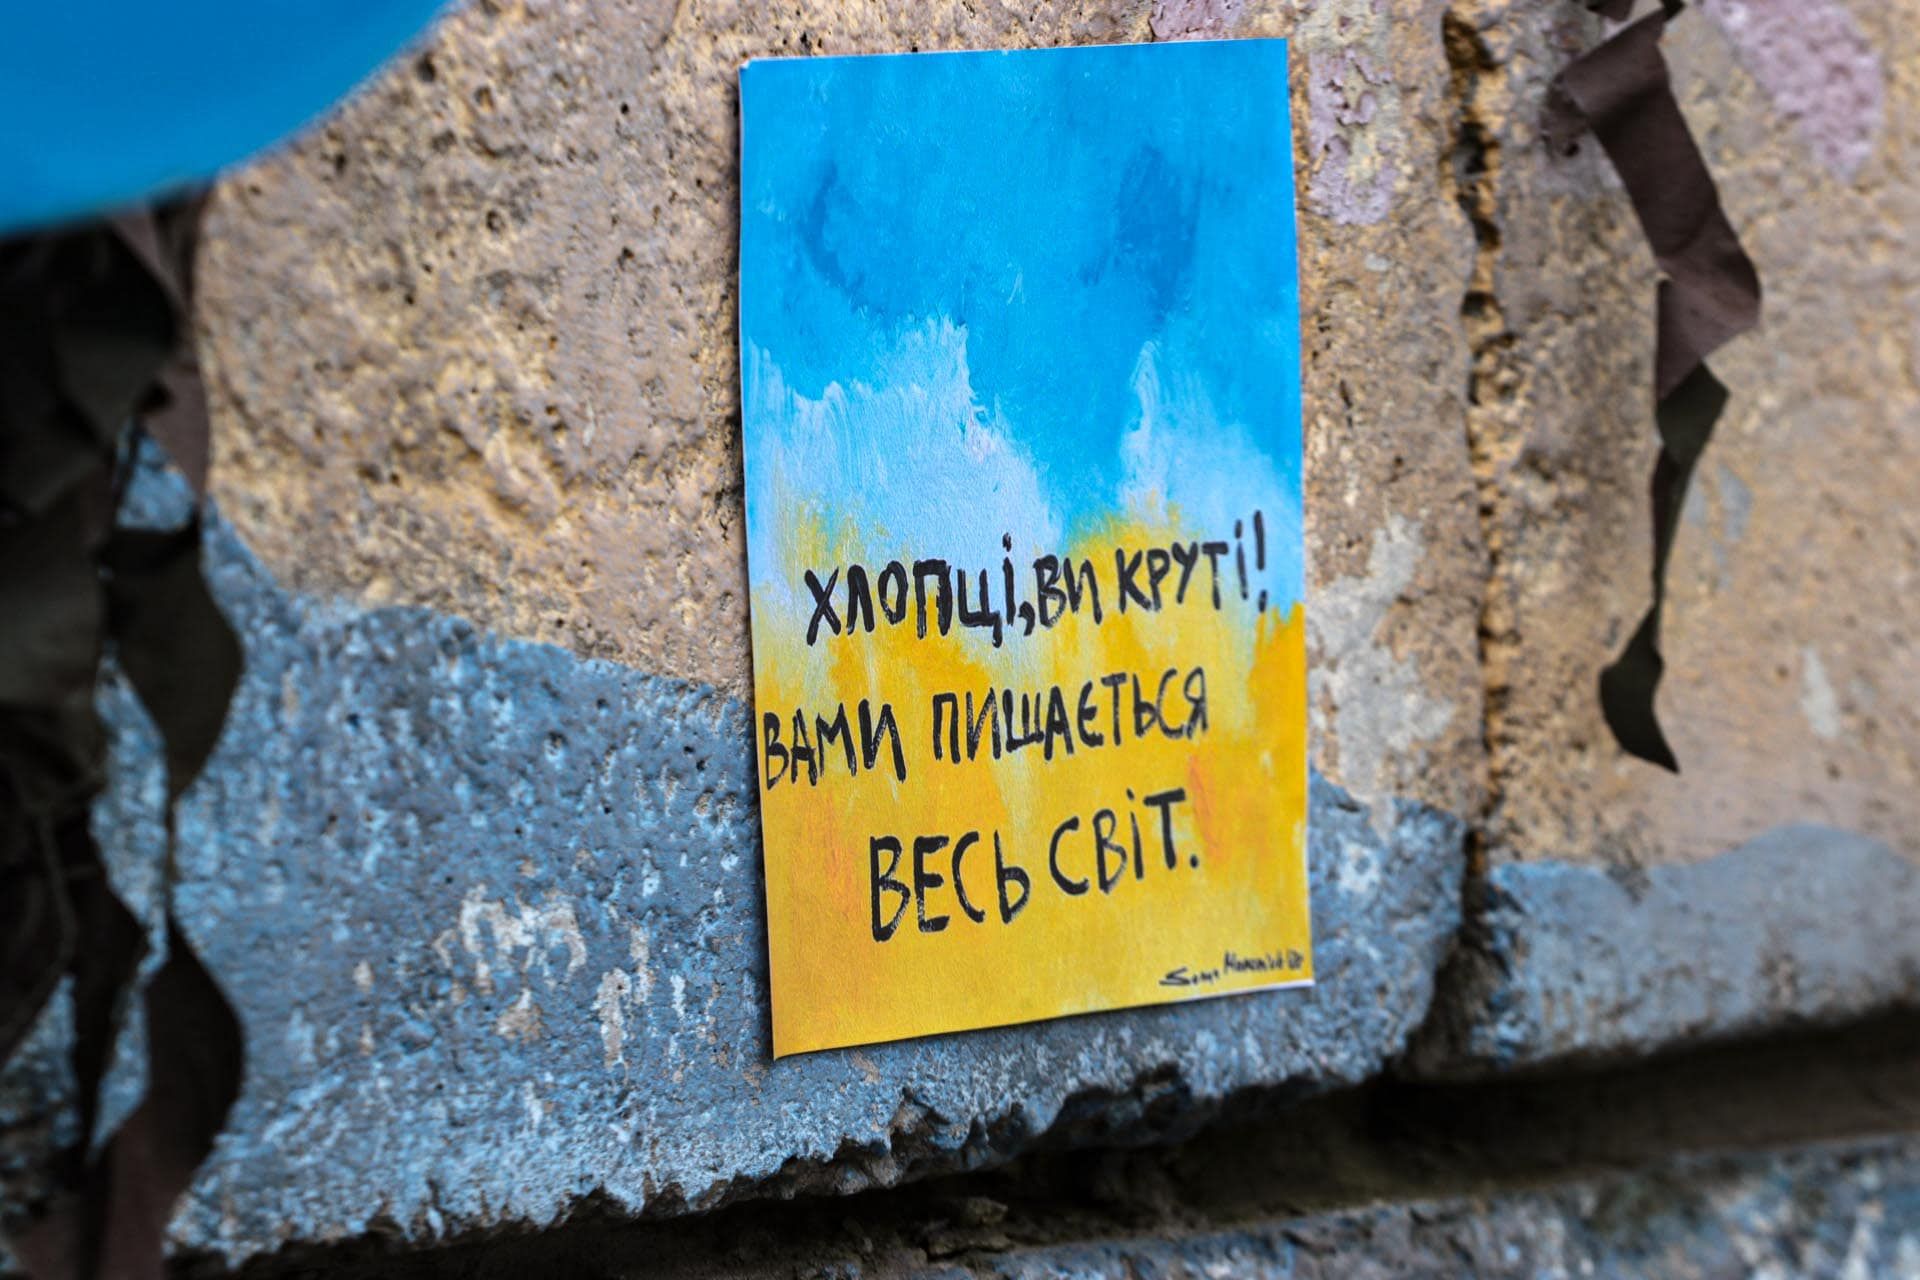 ХЛОПЦІ, ВИ КРУТІ!
ВАМИ ПИШАЄТЬСЯ
ВЕСЬ СВІТ.